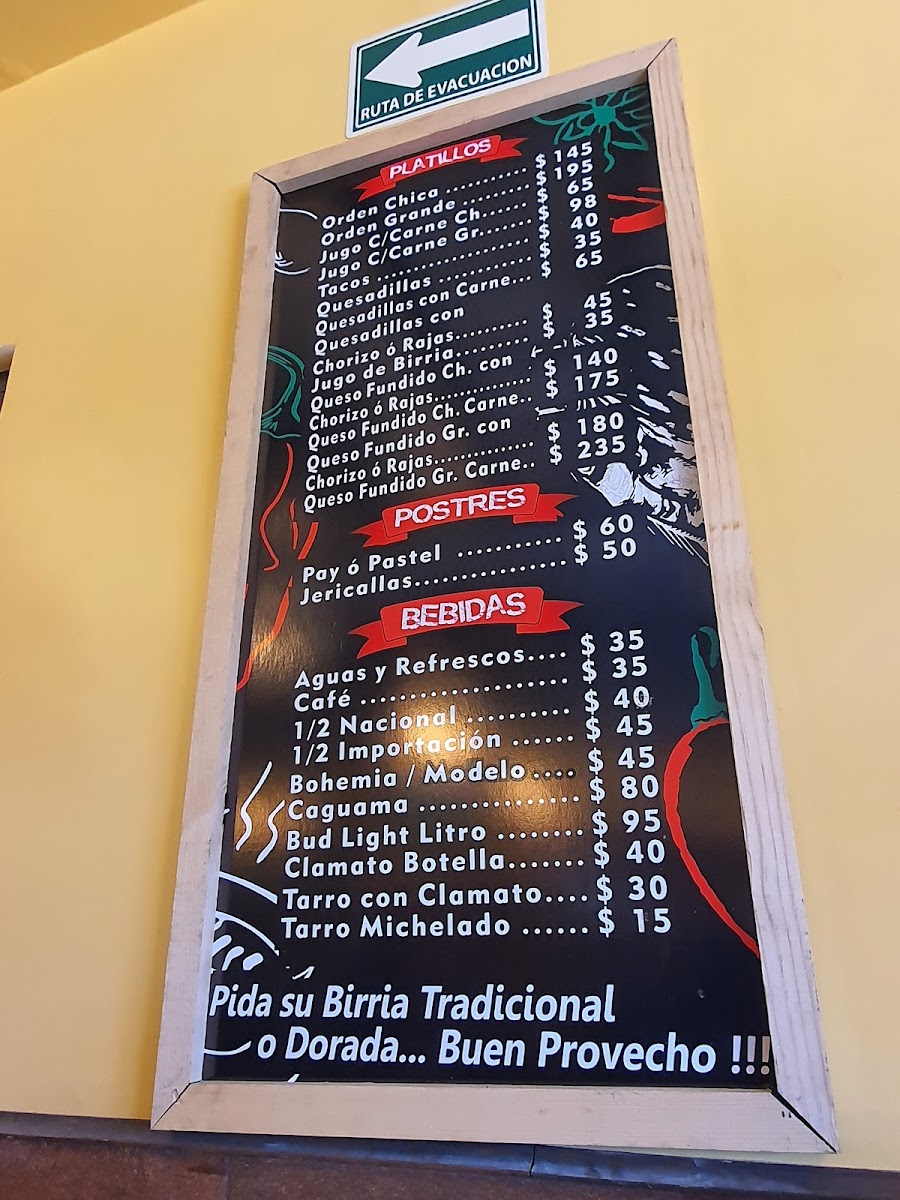 RUTA DE EVACUACION
PLATILLOS
Orden Chica ........... $ 145
Orden Grande ......... $ 195
Jugo C/Carne Ch...... $ 65
Jugo C/Carne Gr....... $ 98
Tacos .................... $ 40
Quesadillas ............ $ 35
Quesadillas con Carne... $ 65
Quesadillas con
Chorizo ó Rajas.......... $ 45
Jugo de Birria.......... $ 35
Queso Fundido Ch. con
Chorizo ó Rajas.............. $ 140
Queso Fundido Ch. Carne.. $ 175
Queso Fundido Gr. con
Chorizo ó Rajas.............. $ 180
Queso Fundido Gr. Carne.. $ 235
POSTRES
Pay ó Pastel ........... $ 60
Jericallas................ $ 50
BEBIDAS
Aguas y Refrescos.... $ 35
Café .................... $ 35
1/2 Nacional .......... $ 40
1/2 Importación ...... $ 45
Bohemia / Modelo .... $ 45
Caguama ............... $ 80
Bud Light Litro ........ $ 95
Clamato Botella....... $ 40
Tarro con Clamato.... $ 30
Tarro Michelado ...... $ 15
Pida su Birria Tradicional
o Dorada... Buen Provecho !!!